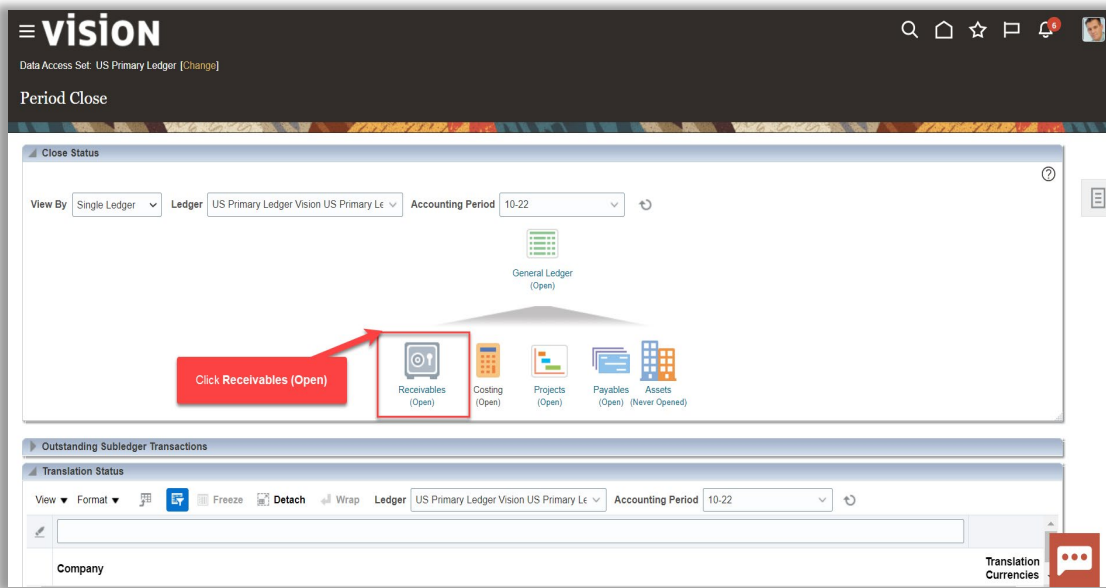 vision
6
Data Access Set: US Primary Ledger [Change]
Period Close
Close Status
View By Single Ledger Ledger US Primary Ledger Vision US Primary Le Accounting Period 10-22
General Ledger
(Open)
Click Receivables (Open)
Receivables Costing Projects Payables Assets
(Open) (Open) (Open) (Open) (Never Opened)
Outstanding Subledger Transactions
Translation Status
View Format Freeze Detach Wrap Ledger US Primary Ledger Vision US Primary Le Accounting Period 10-22
Company Translation
Currencies